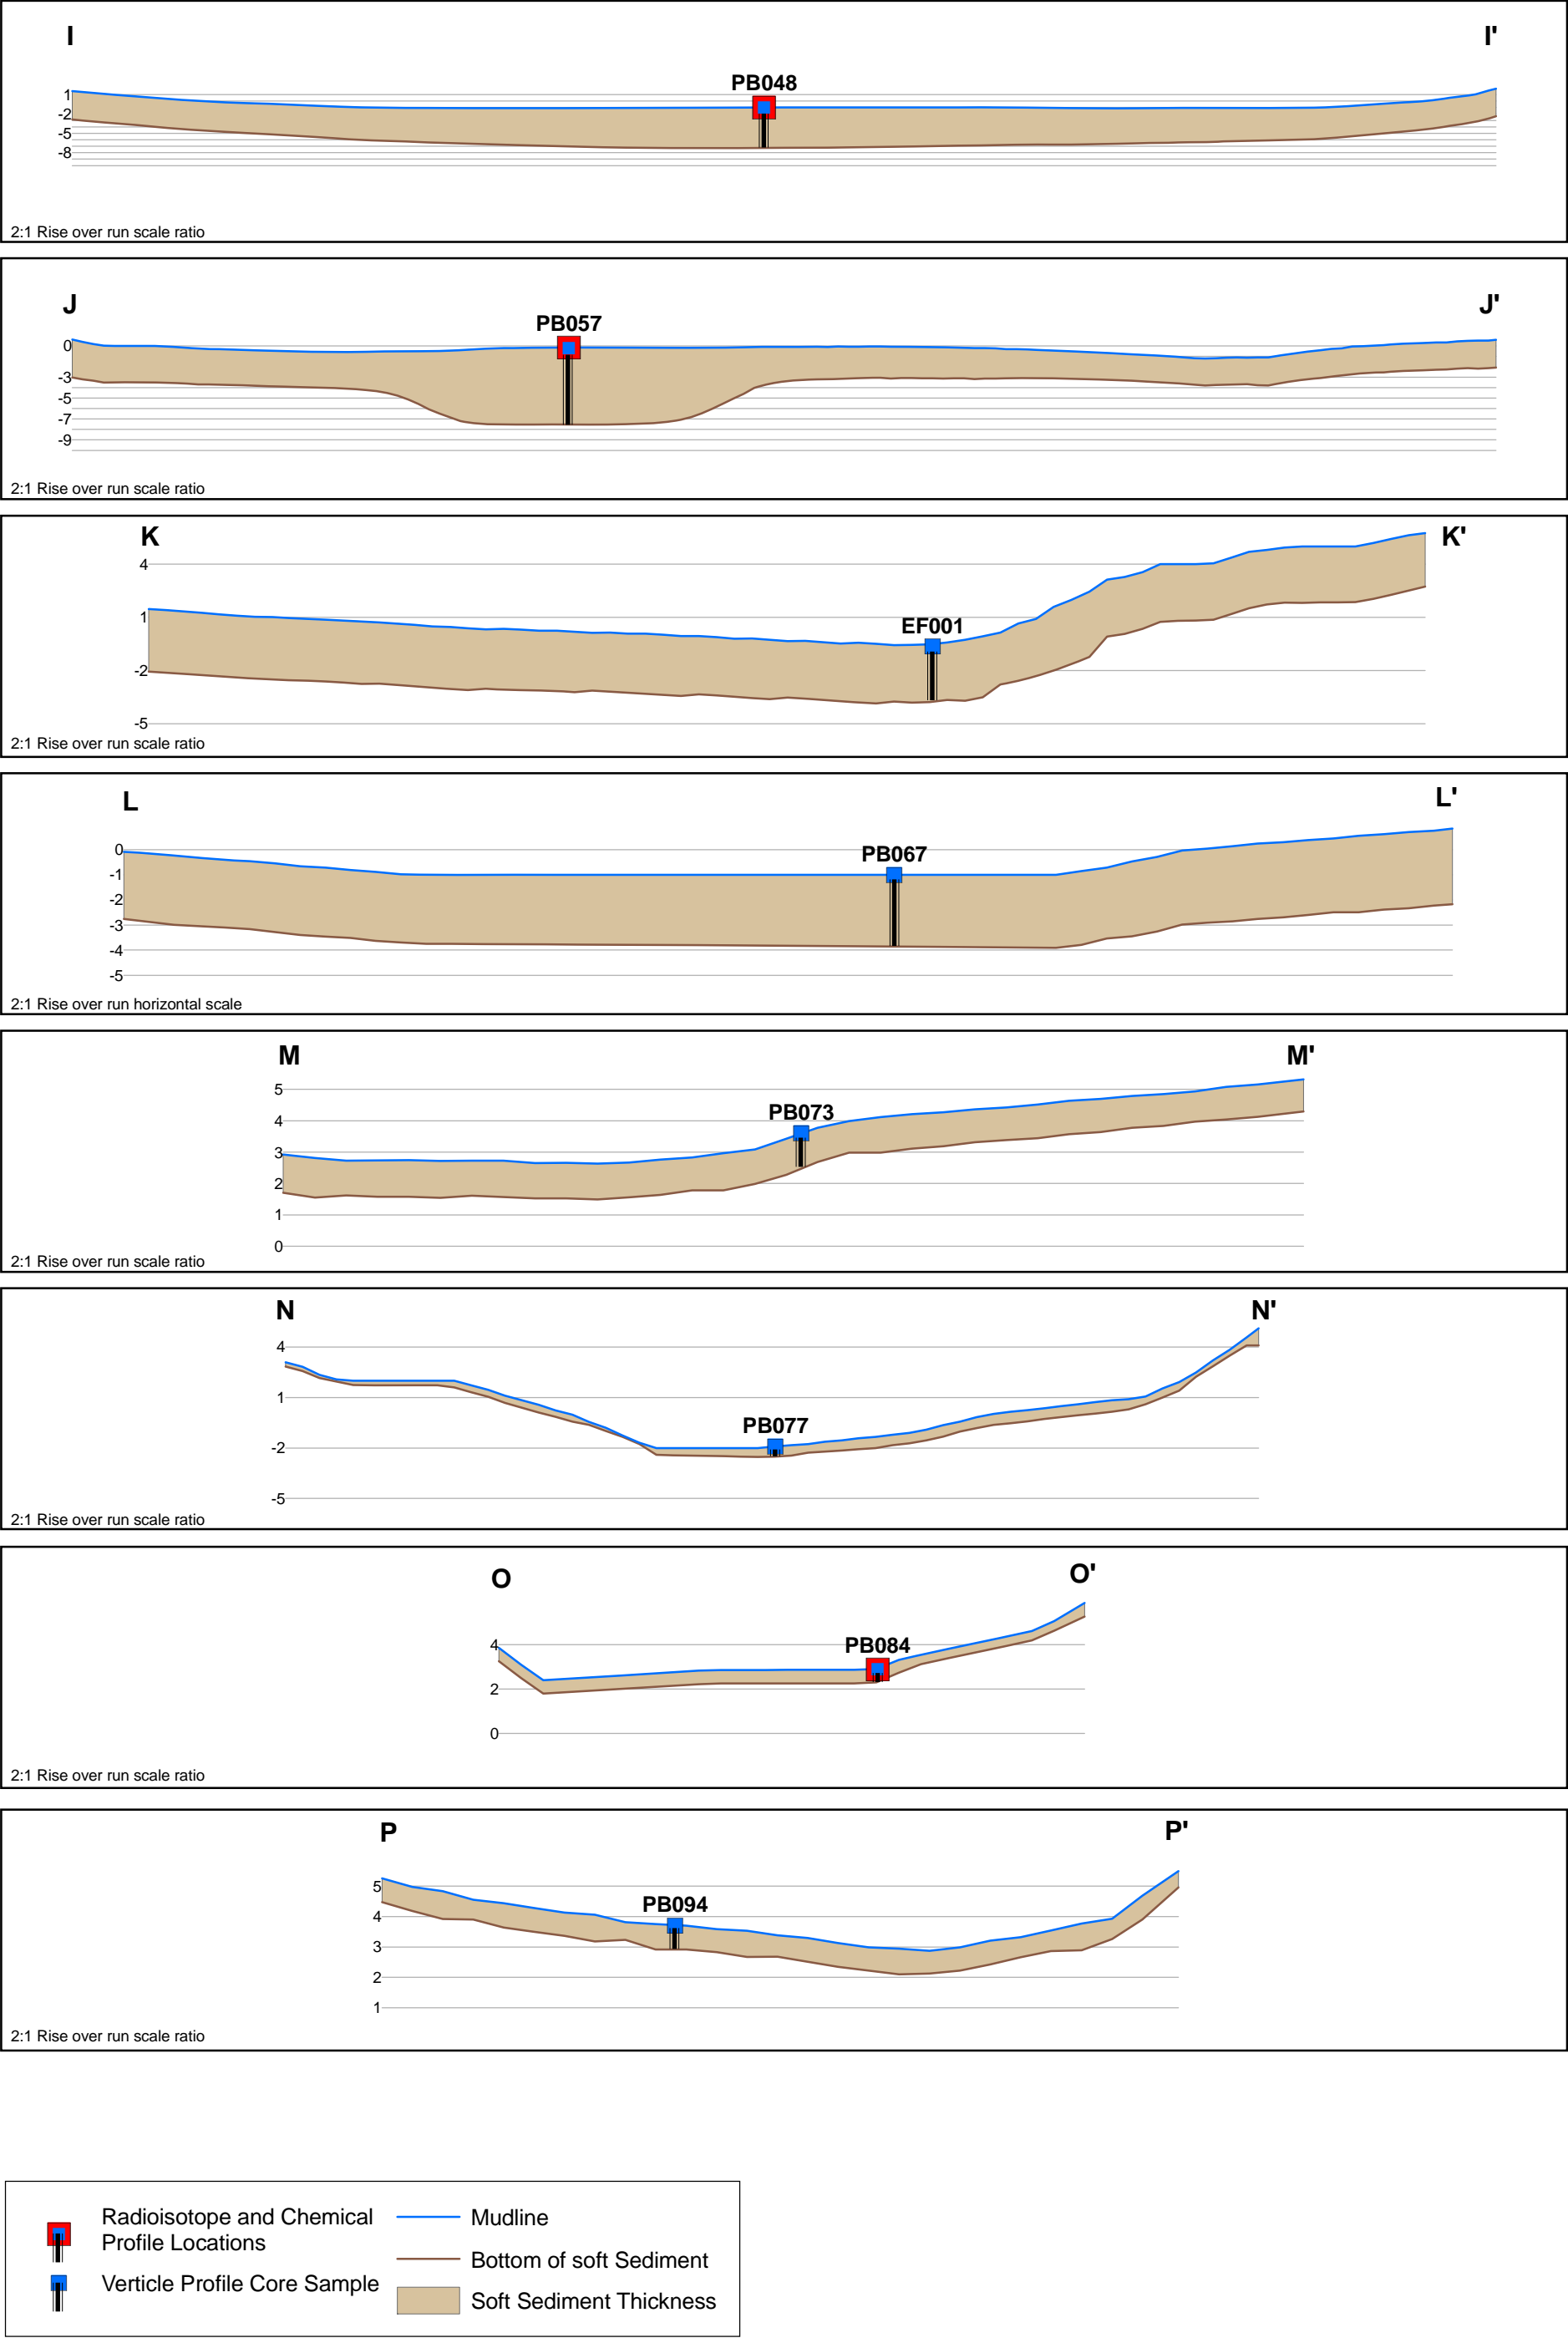 I I'
PB048
1
-2
-5
-8
2:1 Rise over run scale ratio
J J'
PB057
0
-3
-5
-7
-9
2:1 Rise over run scale ratio
K K'
4
1
EF001
-2
-5
2:1 Rise over run scale ratio
L L'
0
PB067
-1
-2
-3
-4
-5
2:1 Rise over run horizontal scale
M M'
5
4
PB073
3
2
1
0
2:1 Rise over run scale ratio
N N'
4
1
PB077
-2
-5
2:1 Rise over run scale ratio
O O'
4
PB084
2
0
2:1 Rise over run scale ratio
P P'
5
PB094
4
3
2
1
2:1 Rise over run scale ratio
Radioisotope and Chemical
Profile Locations
Verticle Profile Core Sample
Mudline
Bottom of soft Sediment
Soft Sediment Thickness